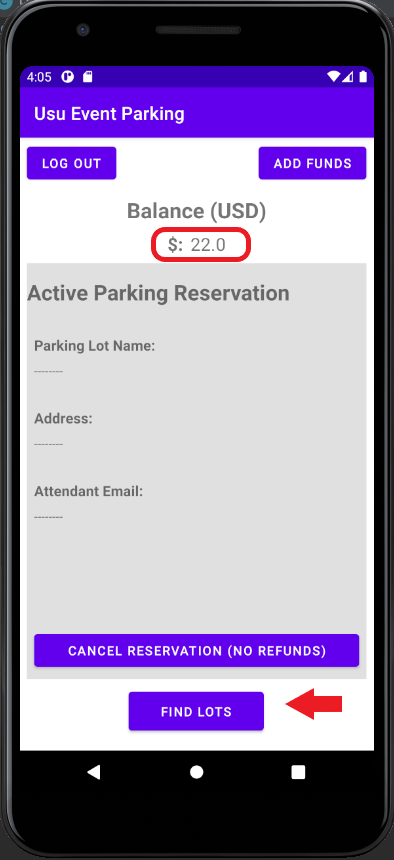 4:05
Usu Event Parking
LOG OUT ADD FUNDS
Balance (USD)
$: 22.0
Active Parking Reservation
Parking Lot Name:
--------
Address:
--------
Attendant Email:
--------
CANCEL RESERVATION (NO REFUNDS)
FIND LOTS